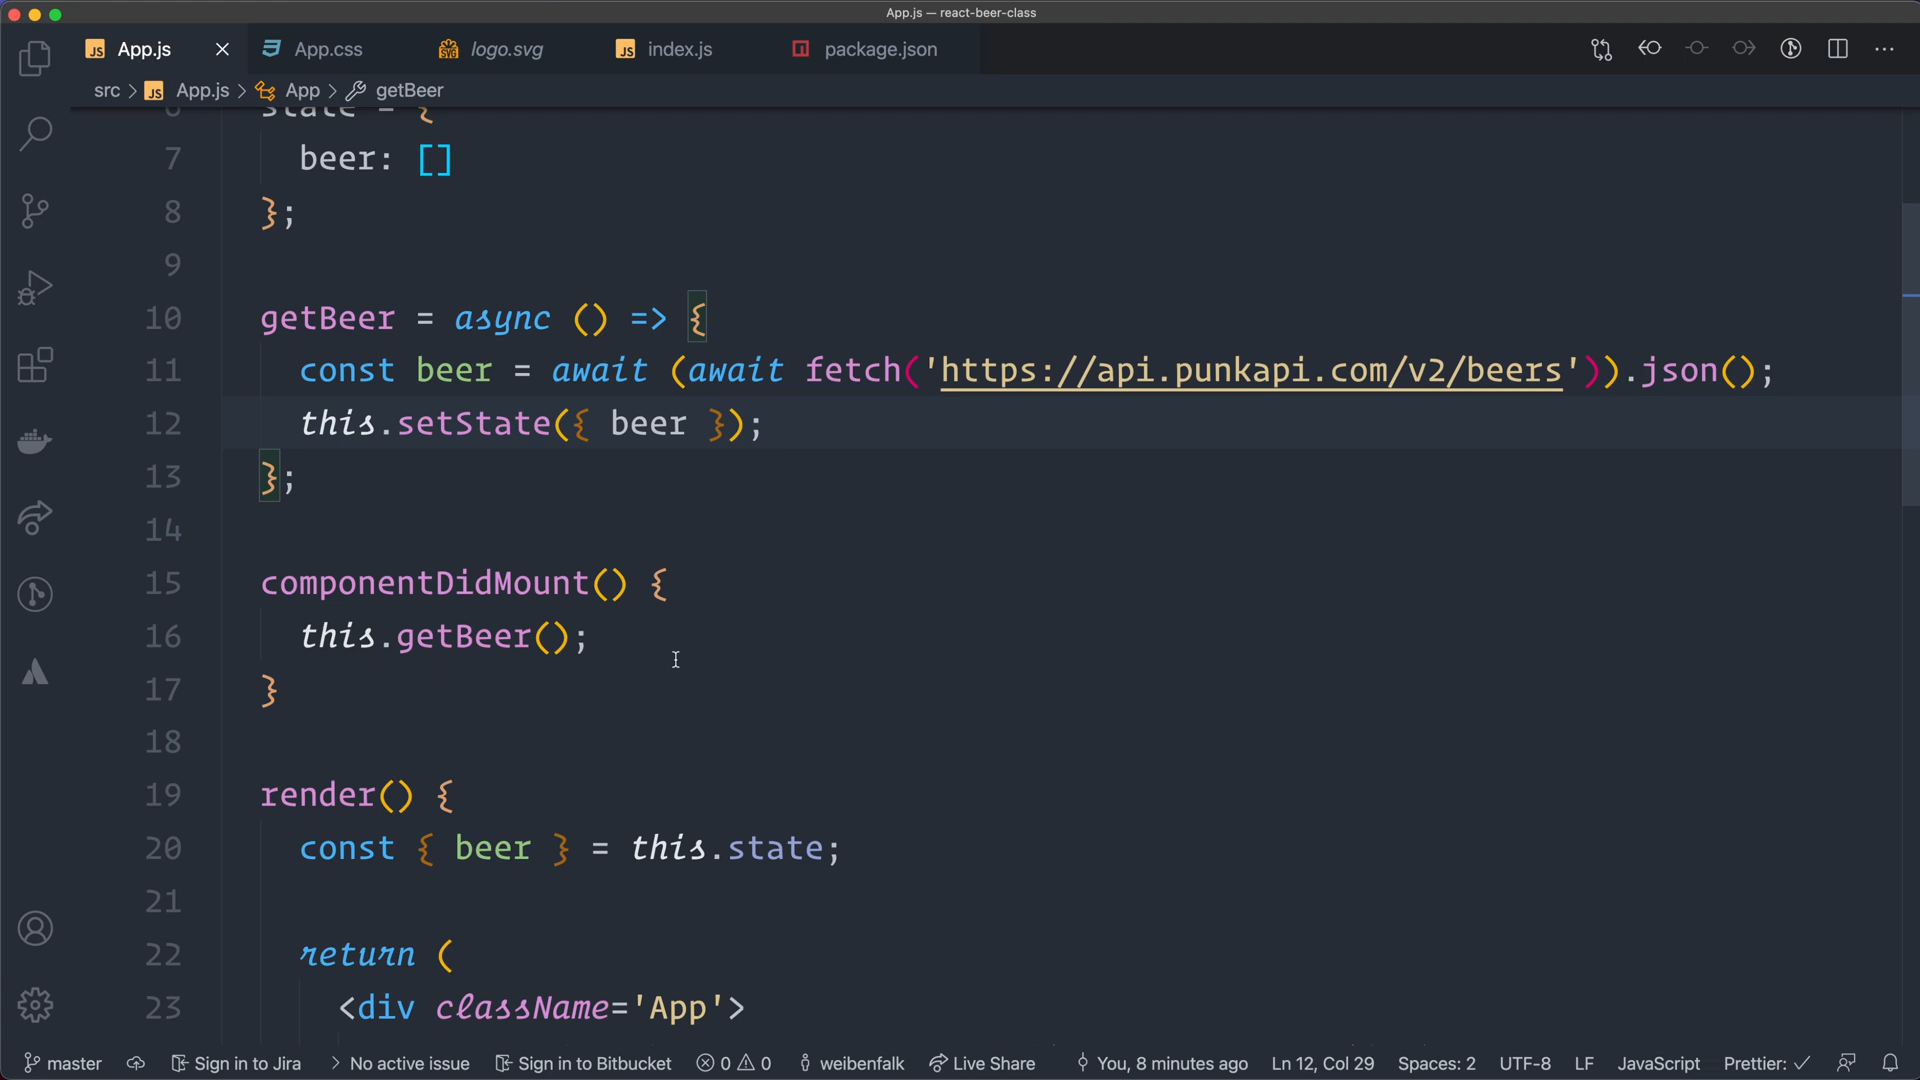 App.js — react-beer-class
JS App.js App.css logo.svg JS index.js package.json
src > JS App.js > App > getBeer
6 state = {
7 beer: []
8 };
9
10 getBeer = async () => {
11 const beer = await (await fetch('https://api.punkapi.com/v2/beers')).json();
12 this.setState({ beer });
13 };
14
15 componentDidMount() {
16 this.getBeer();
17 }
18
19 render() {
20 const { beer } = this.state;
21
22 return (
23 <div className='App'>
master Sign in to Jira No active issue Sign in to Bitbucket 0 0 weibenfalk Live Share You, 8 minutes ago Ln 12, Col 29 Spaces: 2 UTF-8 LF JavaScript Prettier: ✓